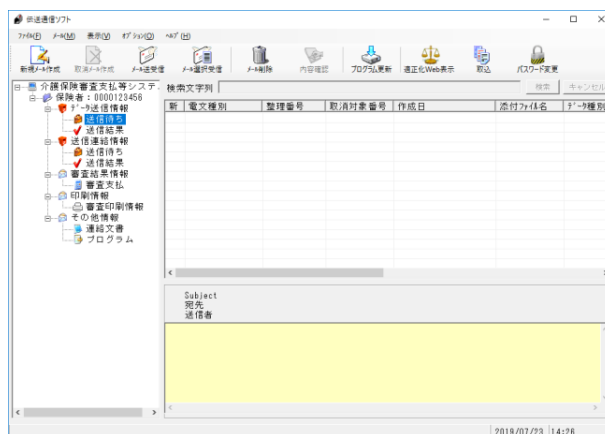 伝送通信ソフト
ﾌｧｲﾙ(F) ﾒｰﾙ(M) 表示(V) ｵﾌﾟｼｮﾝ(O) ﾍﾙﾌﾟ(H)
新規ﾒｰﾙ作成 取消ﾒｰﾙ作成 ﾒｰﾙ送受信 ﾒｰﾙ選択受信 ﾒｰﾙ削除 内容確認 ﾌﾟﾛｸﾞﾗﾑ更新 適正化Web表示 取込 ﾊﾟｽﾜｰﾄﾞ変更
介護保険審査支払等システ
保険者：0000123456
ﾃﾞｰﾀ送信情報
送信待ち
送信結果
送信連絡情報
送信待ち
送信結果
審査結果情報
審査支払
印刷情報
審査印刷情報
その他情報
連絡文書
プログラム
検索文字列 検索 キャンセル
新 電文種別 整理番号 取消対象番号 作成日 添付ﾌｧｲﾙ名 ﾃﾞｰﾀ種別
Subject
宛先
送信者
2019/07/23 14:26